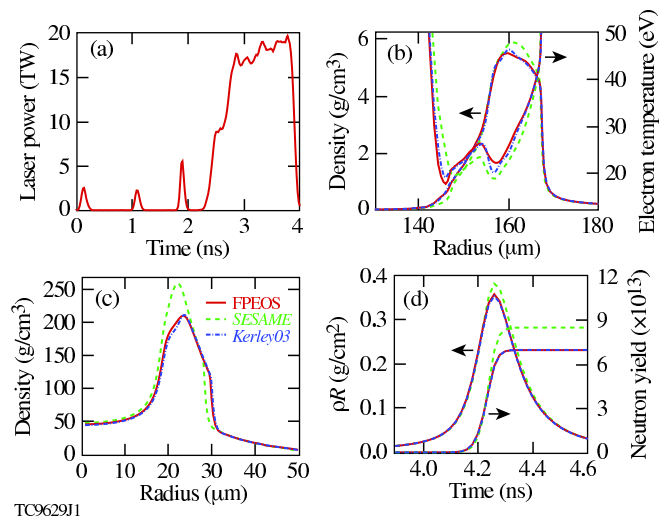 (a)
Laser power (TW)
20
15
10
5
0
0 1 2 3 4
Time (ns)
(b)
Density (g/cm3)
6
4
2
0
140 160 180
Radius (μm)
50
40
30
20
Electron temperature (eV)
(c)
Density (g/cm3)
250
200
150
100
50
0
0 10 20 30 40 50
Radius (μm)
FPEOS
SESAME
Kerley03
(d)
ρR (g/cm2)
0.4
0.3
0.2
0.1
0.0
4.0 4.2 4.4 4.6
Time (ns)
12
9
6
3
0
Neutron yield (×1013)
TC9629J1